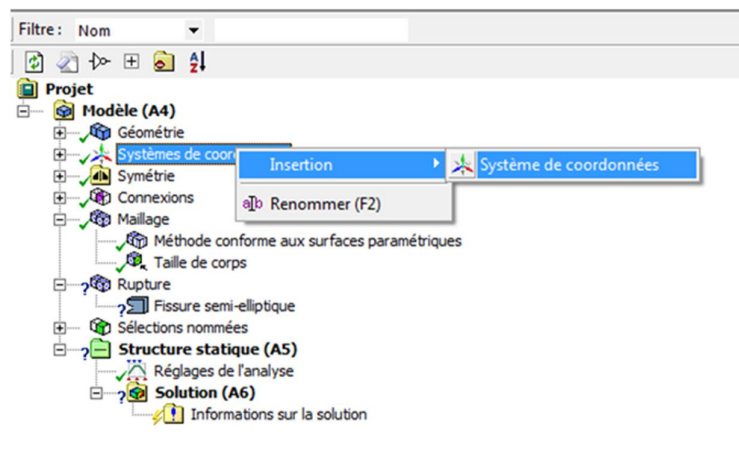 Filtre : Nom
Projet
Modèle (A4)
Géométrie
Systèmes de coor
Insertion
Système de coordonnées
Symétrie
Connexions
Renommer (F2)
Maillage
Méthode conforme aux surfaces paramétriques
Taille de corps
Rupture
Fissure semi-elliptique
Sélections nommées
Structure statique (A5)
Réglages de l'analyse
Solution (A6)
Informations sur la solution